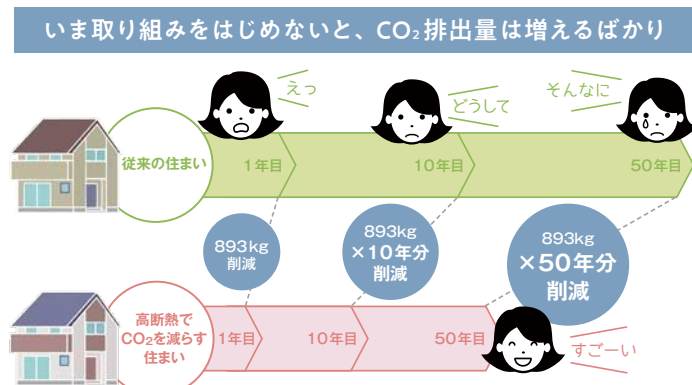 いま取り組みをはじめないと、CO₂排出量は増えるばかり
えっ
どうして
そんなに
従来の住まい
1年目
10年目
50年目
893kg
削減
893kg
×10年分
削減
893kg
×50年分
削減
高断熱で
CO₂を減らす
住まい
1年目
10年目
50年目
すごーい